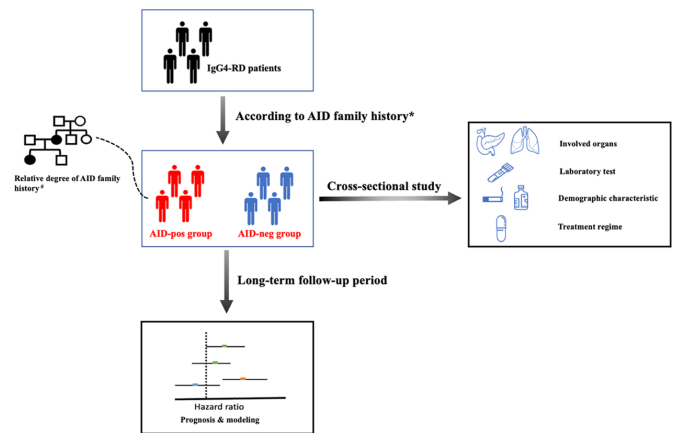 IgG4-RD patients
According to AID family history*
Relative degree of AID family
history#
AID-pos group
AID-neg group
Cross-sectional study
Involved organs
Laboratory test
Demographic characteristic
Treatment regime
Long-term follow-up period
Hazard ratio
Prognosis & modeling